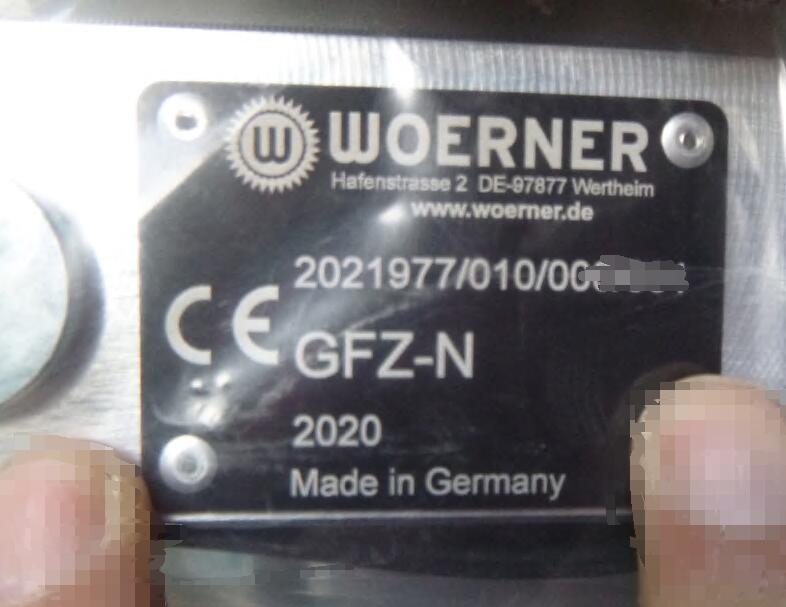 W WOERNER
Hafenstrasse 2 DE-97877 Wertheim
www.woerner.de
2021977/010/00
CE
GFZ-N
2020
Made in Germany